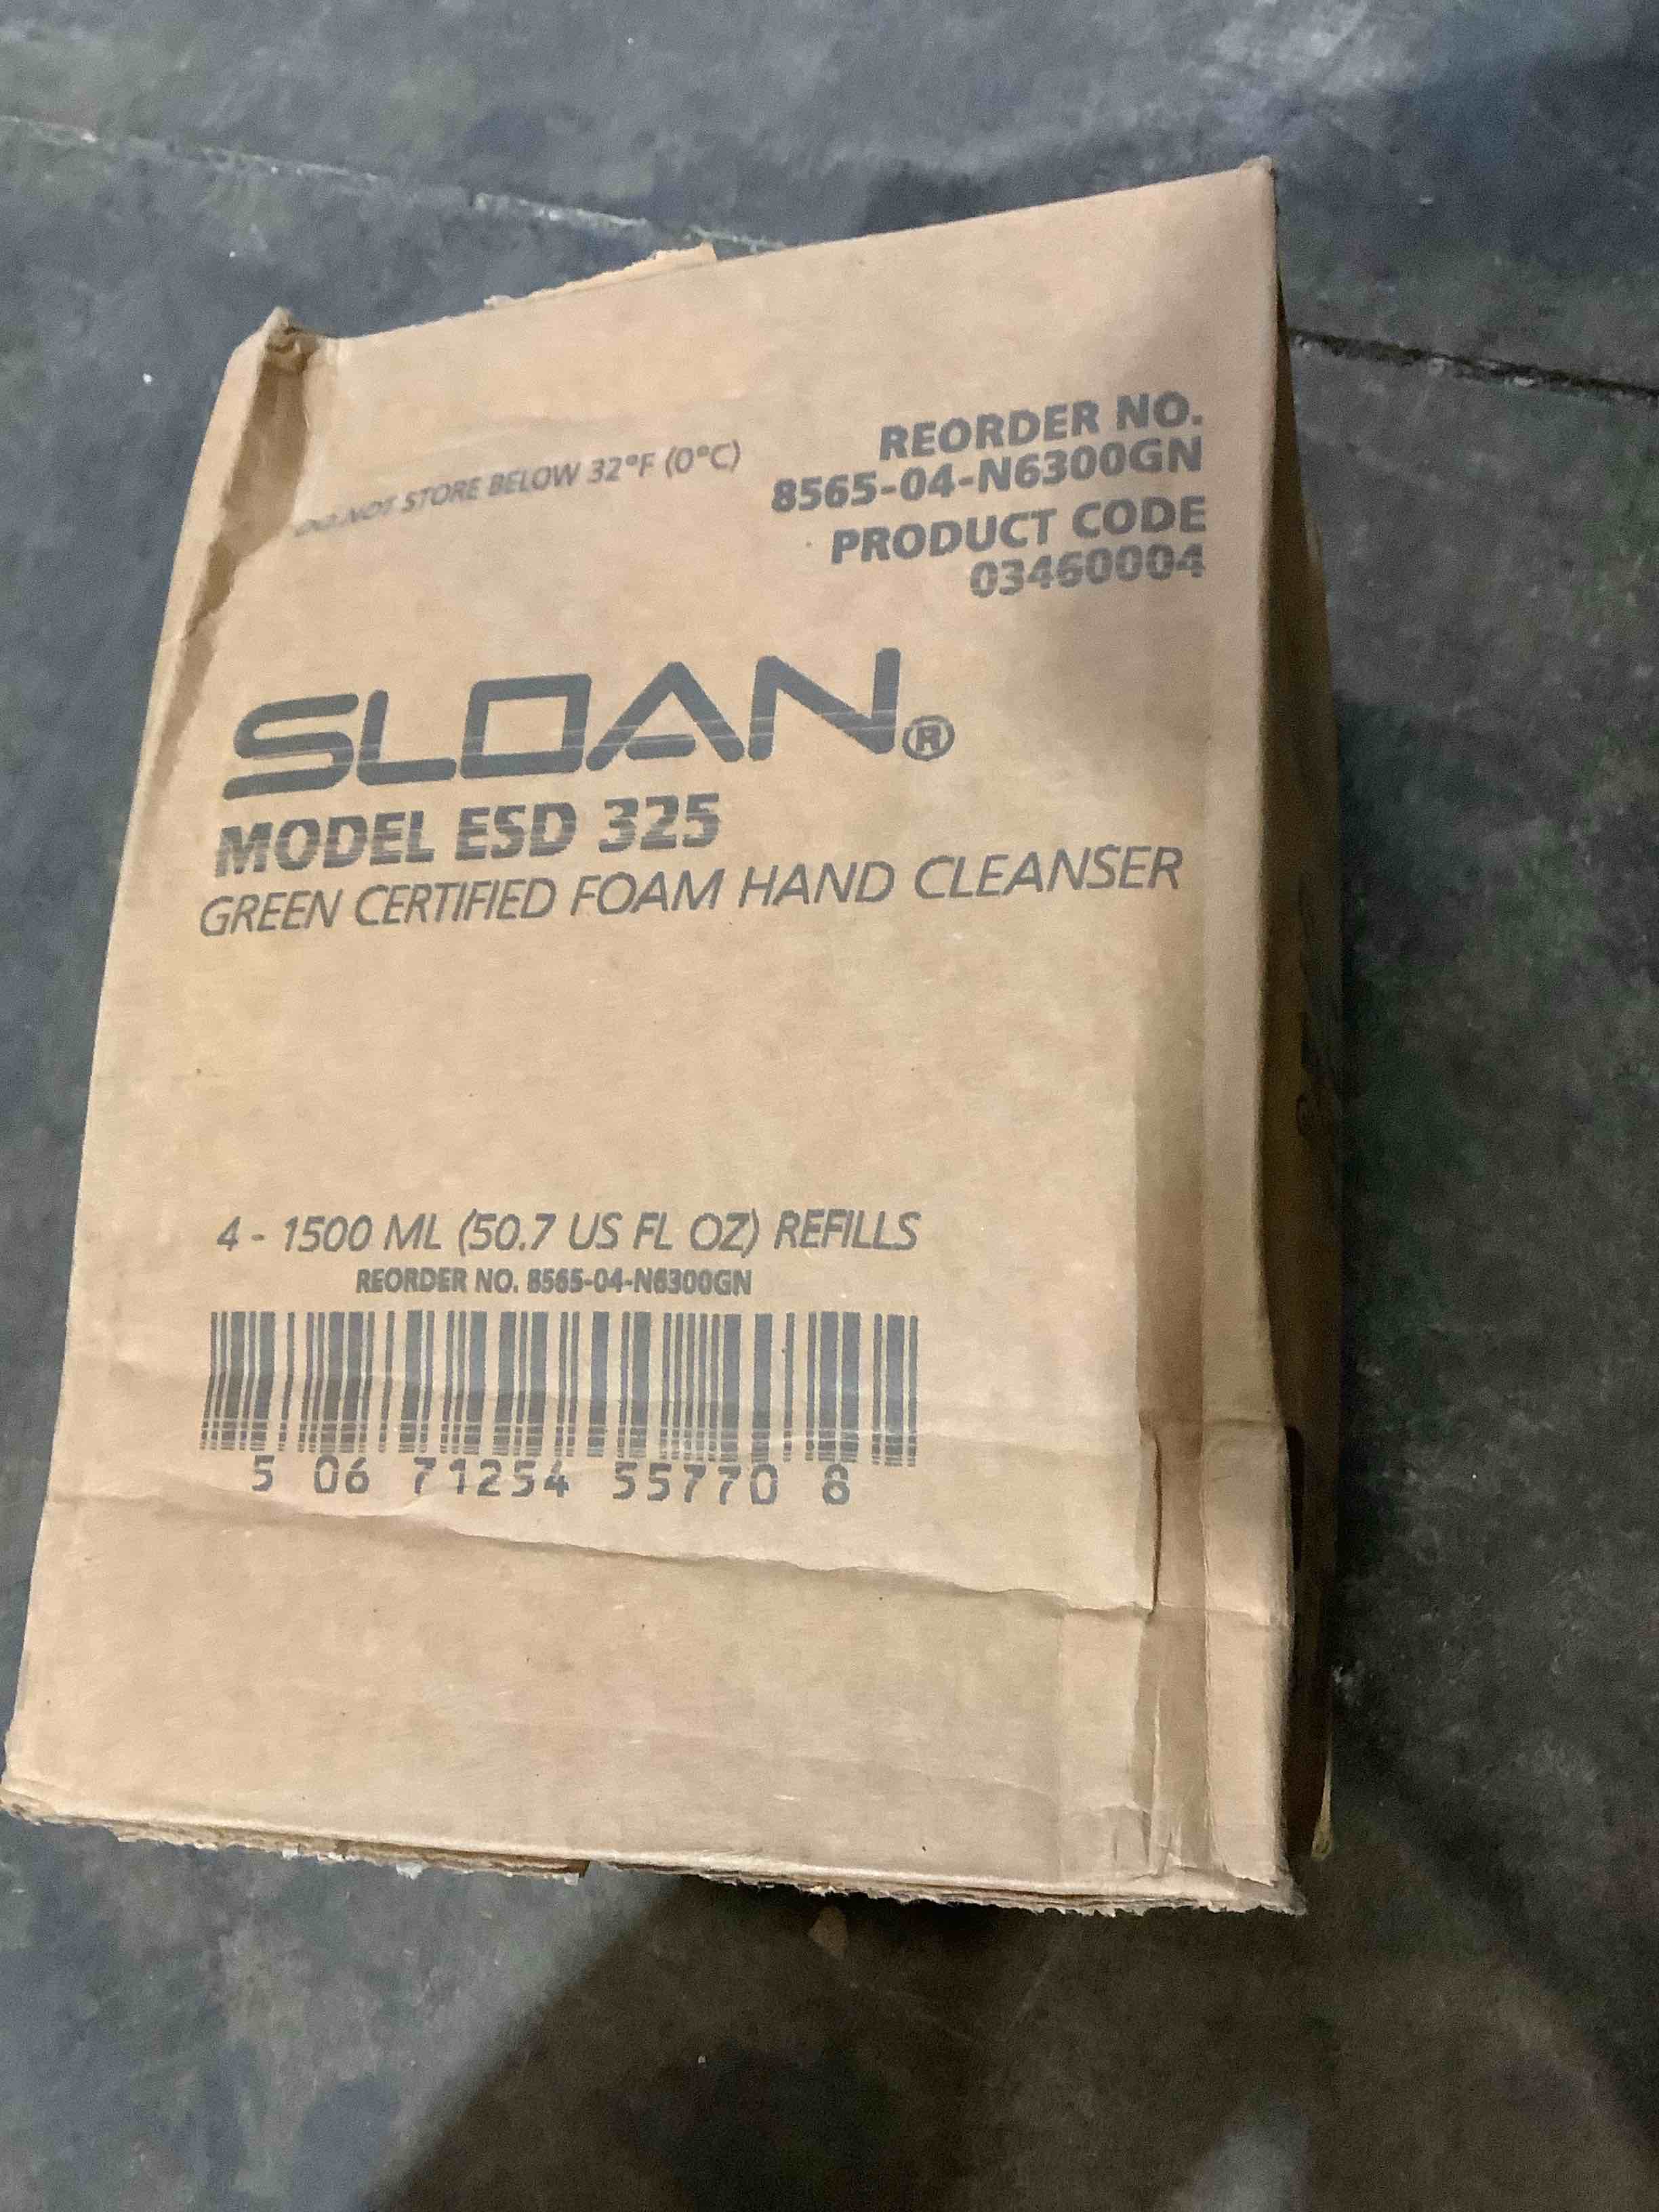 DO NOT STORE BELOW 32°F (0°C)
REORDER NO.
8565-04-N6300GN
PRODUCT CODE
03460004
SLOAN®
MODEL ESD 325
GREEN CERTIFIED FOAM HAND CLEANSER
4 - 1500 ML (50.7 US FL OZ) REFILLS
REORDER NO. 8565-04-N6300GN
5 06 71254 55770 8